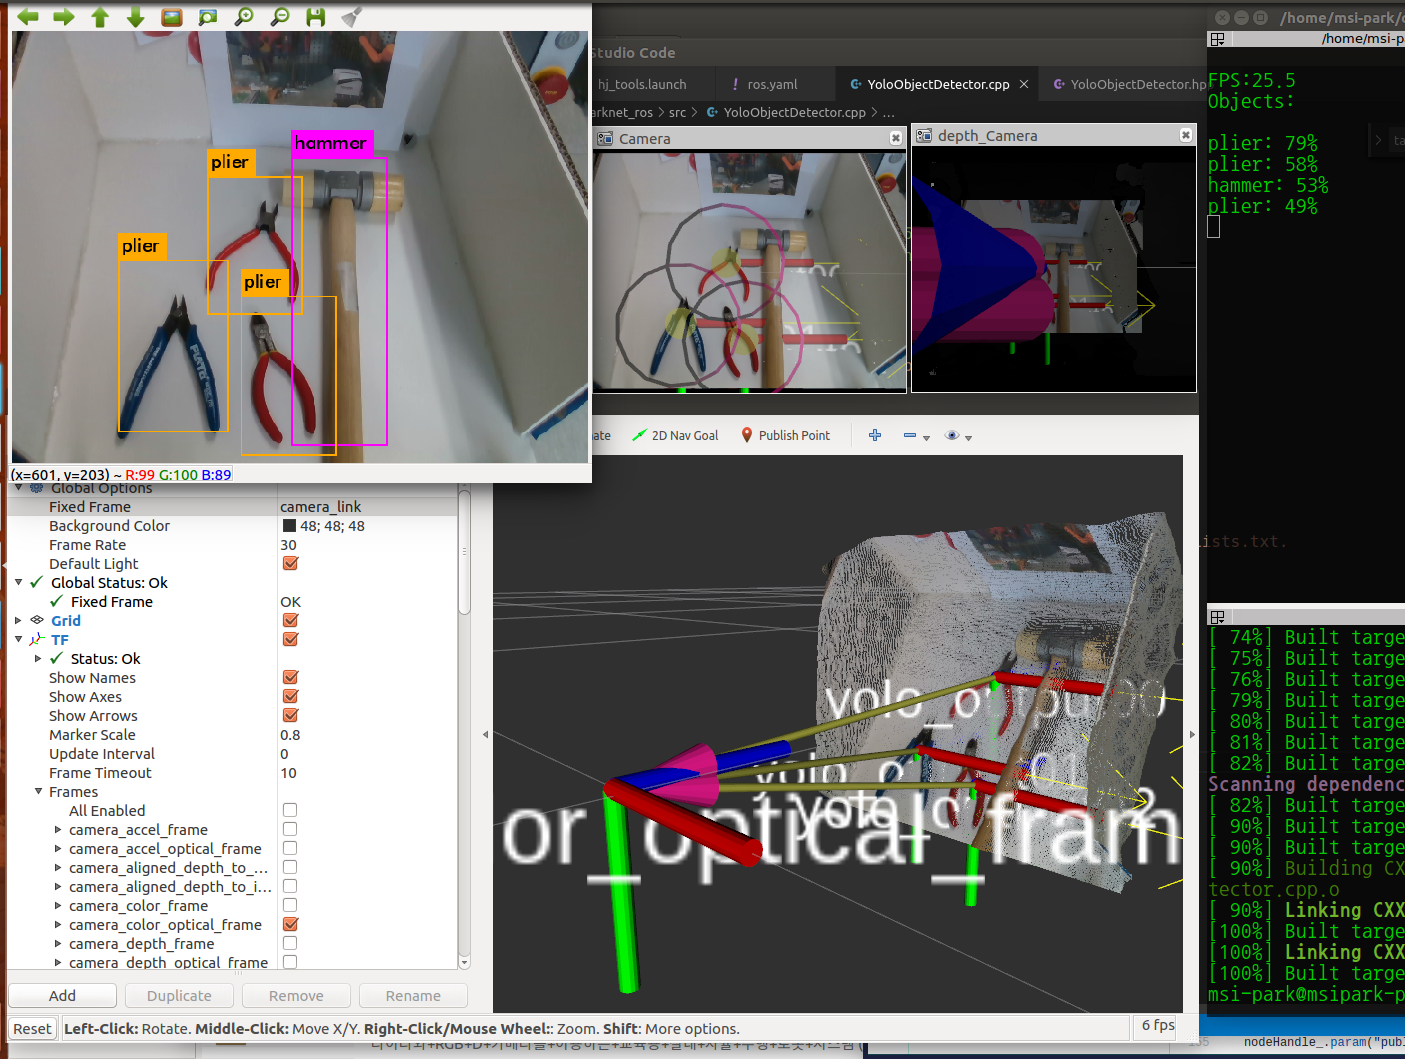 hammer
plier
plier
plier
(x=601, y=203) ~ R:99 G:100 B:89
Studio Code
hj_tools.launch
! ros.yaml
YoloObjectDetector.cpp
YoloObjectDetector.hp
arknet_ros > src > YoloObjectDetector.cpp > ...
Camera
depth_Camera
/home/msi-park/
/home/msi-p
FPS:25.5
Objects:
plier: 79%
plier: 58%
hammer: 53%
plier: 49%
ate
2D Nav Goal
Publish Point
Global Options
Fixed Frame camera_link
Background Color 48; 48; 48
Frame Rate 30
Default Light
Global Status: Ok
Fixed Frame OK
Grid
TF
Status: Ok
Show Names
Show Axes
Show Arrows
Marker Scale 0.8
Update Interval 0
Frame Timeout 10
Frames
All Enabled
camera_accel_frame
camera_accel_optical_frame
camera_aligned_depth_to_...
camera_aligned_depth_to_i...
camera_color_frame
camera_color_optical_frame
camera_depth_frame
camera_depth_optical_frame
Add
Duplicate
Remove
Rename
Reset
Left-Click: Rotate. Middle-Click: Move X/Y. Right-Click/Mouse Wheel:: Zoom. Shift: More options.
6 fps
or_optical_fram
ists.txt.
[ 74%] Built targe
[ 75%] Built targe
[ 76%] Built targe
[ 79%] Built targe
[ 80%] Built targe
[ 81%] Built targe
[ 82%] Built targe
Scanning dependenc
[ 82%] Built targe
[ 90%] Built targe
[ 90%] Built targe
[ 90%] Building CX
tector.cpp.o
[ 90%] Linking CXX
[100%] Built targe
[100%] Linking CXX
[100%] Built targe
msi-park@msipark-p
nodeHandle_.param("publ